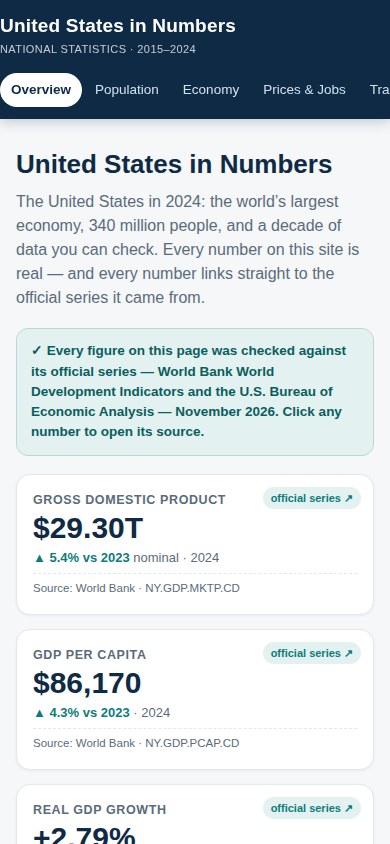 United States in Numbers
NATIONAL STATISTICS · 2015–2024
Overview Population Economy Prices & Jobs Tra
United States in Numbers
The United States in 2024: the world’s largest
economy, 340 million people, and a decade of
data you can check. Every number on this site is
real — and every number links straight to the
official series it came from.
✓ Every figure on this page was checked against
its official series — World Bank World
Development Indicators and the U.S. Bureau of
Economic Analysis — November 2026. Click any
number to open its source.
GROSS DOMESTIC PRODUCT official series ↗
$29.30T
▲ 5.4% vs 2023 nominal · 2024
Source: World Bank · NY.GDP.MKTP.CD
GDP PER CAPITA official series ↗
$86,170
▲ 4.3% vs 2023 · 2024
Source: World Bank · NY.GDP.PCAP.CD
REAL GDP GROWTH official series ↗
+2.79%